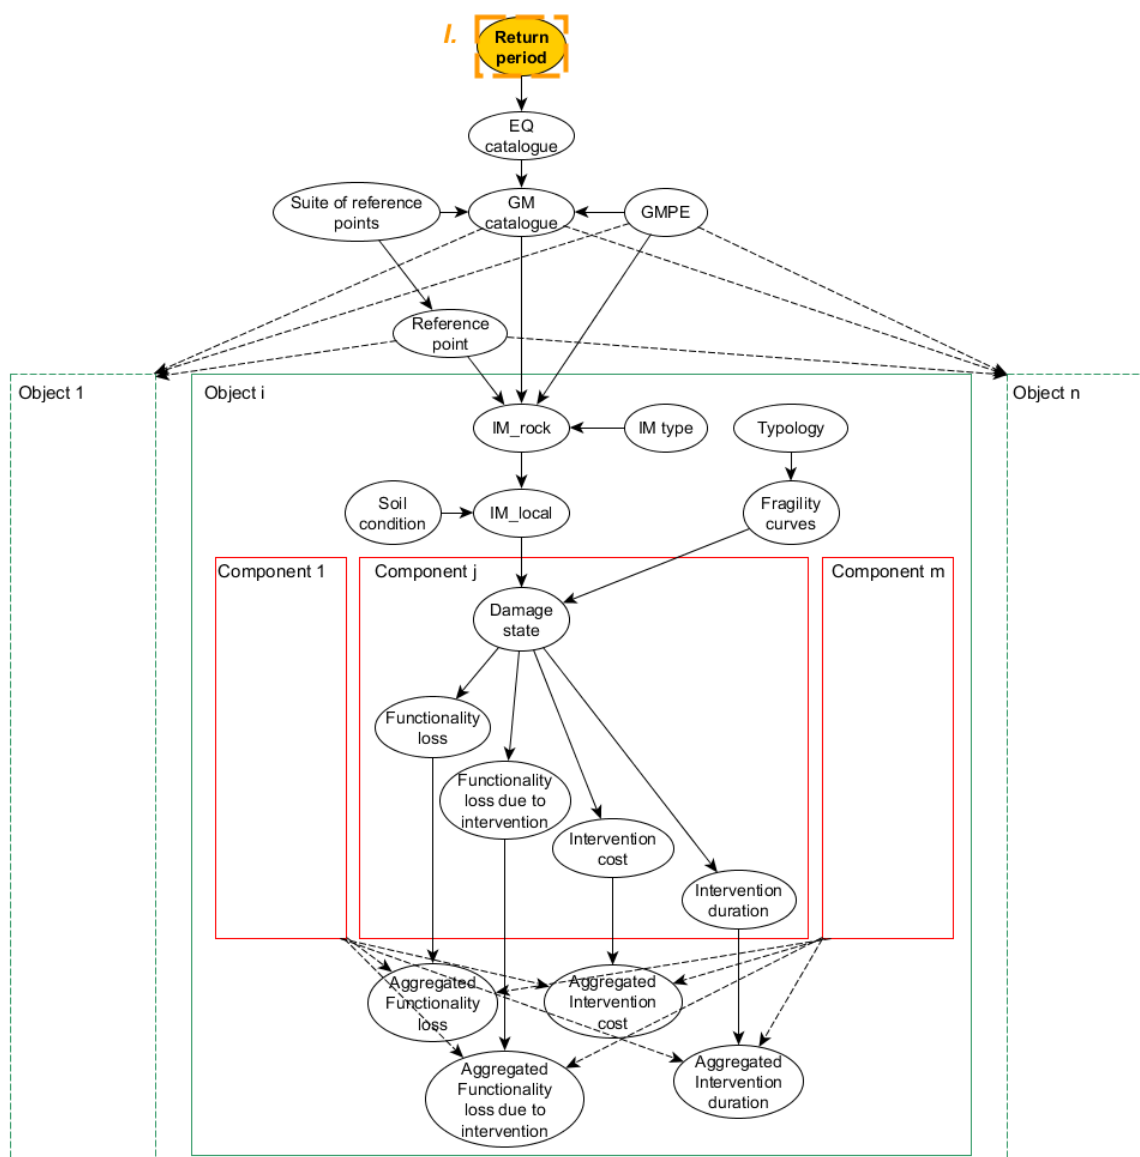 I.
Return
period
EQ
catalogue
Suite of reference
points
GM
catalogue
GMPE
Reference
point
Object 1
Object i
Object n
IM_rock
IM type
Typology
Soil
condition
IM_local
Fragility
curves
Component 1
Component j
Component m
Damage
state
Functionality
loss
Functionality
loss due to
intervention
Intervention
cost
Intervention
duration
Aggregated
Functionality
loss
Aggregated
Intervention
cost
Aggregated
Functionality
loss due to
intervention
Aggregated
Intervention
duration